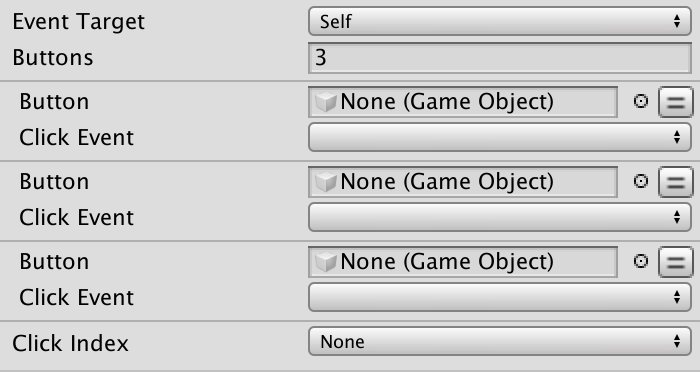 Event Target Self
Buttons 3
Button None (Game Object)
Click Event
Button None (Game Object)
Click Event
Button None (Game Object)
Click Event
Click Index None